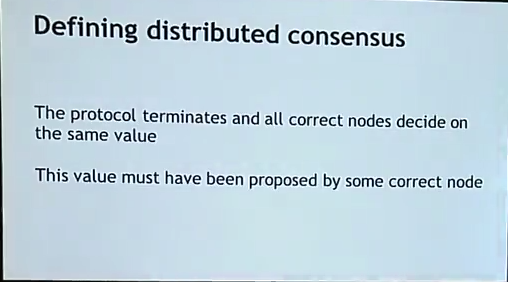 Defining distributed consensus
The protocol terminates and all correct nodes decide on
the same value
This value must have been proposed by some correct node